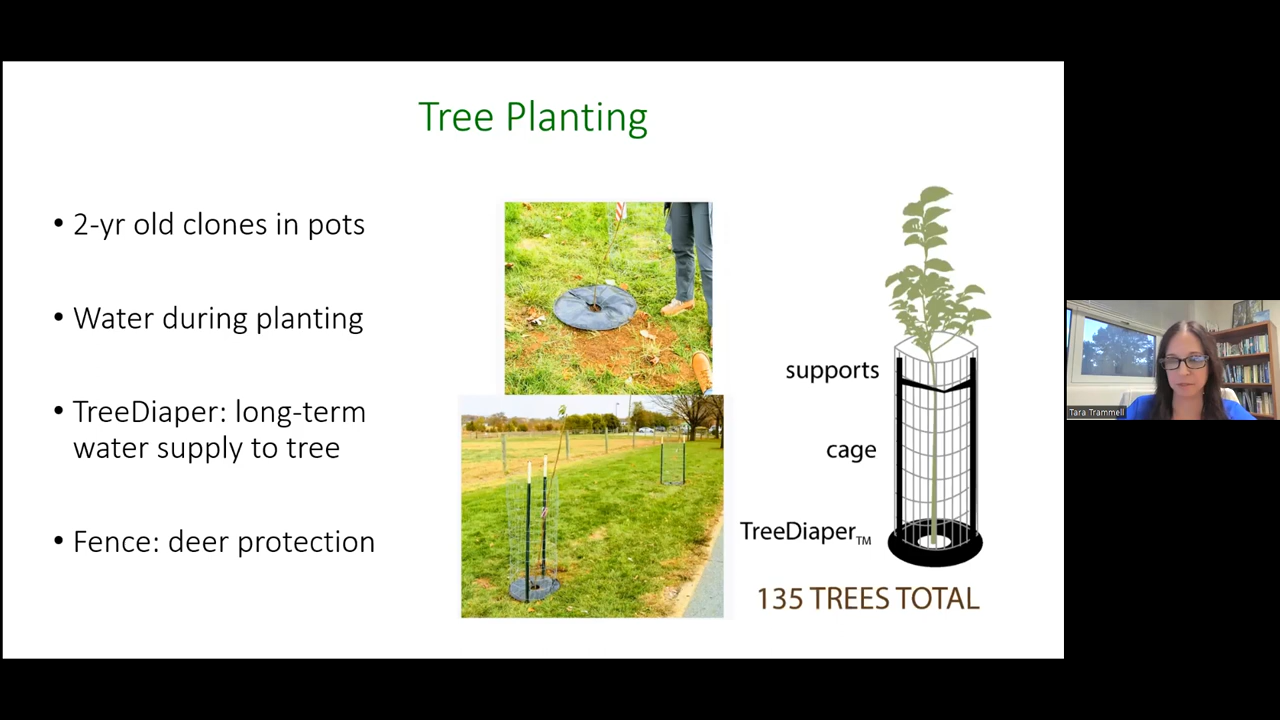 Tree Planting
• 2-yr old clones in pots
• Water during planting
• TreeDiaper: long-term
water supply to tree
• Fence: deer protection
supports
cage
TreeDiaper™
135 TREES TOTAL
Tara Trammell